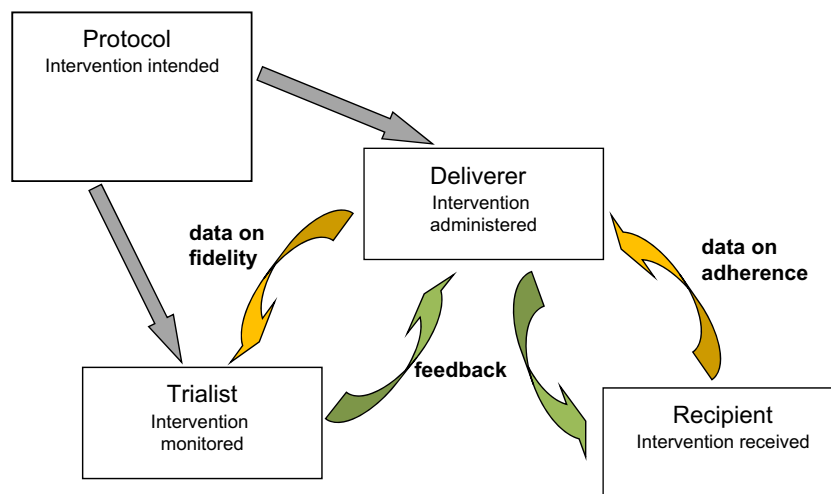 Protocol
Intervention intended
Deliverer
Intervention
administered
data on
fidelity
data on
adherence
feedback
Trialist
Intervention
monitored
Recipient
Intervention received